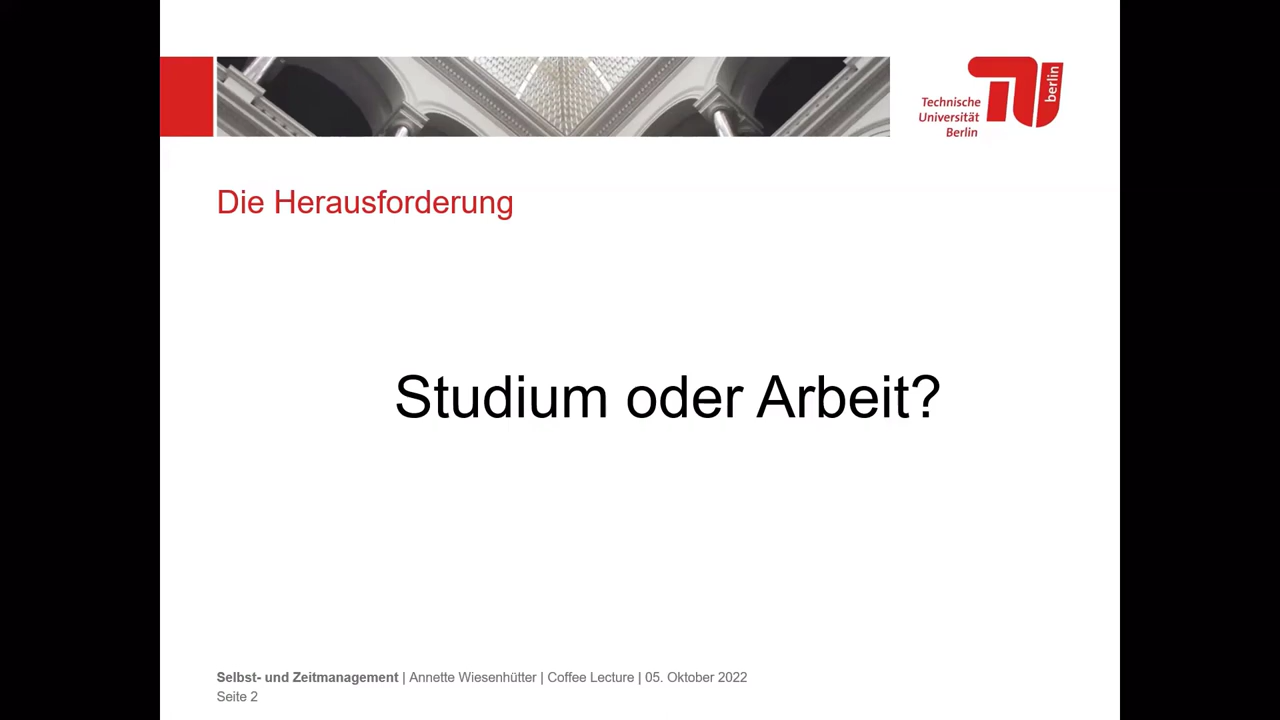 Technische
Universität
Berlin
berlin
Die Herausforderung
Studium oder Arbeit?
Selbst- und Zeitmanagement | Annette Wiesenhütter | Coffee Lecture | 05. Oktober 2022
Seite 2